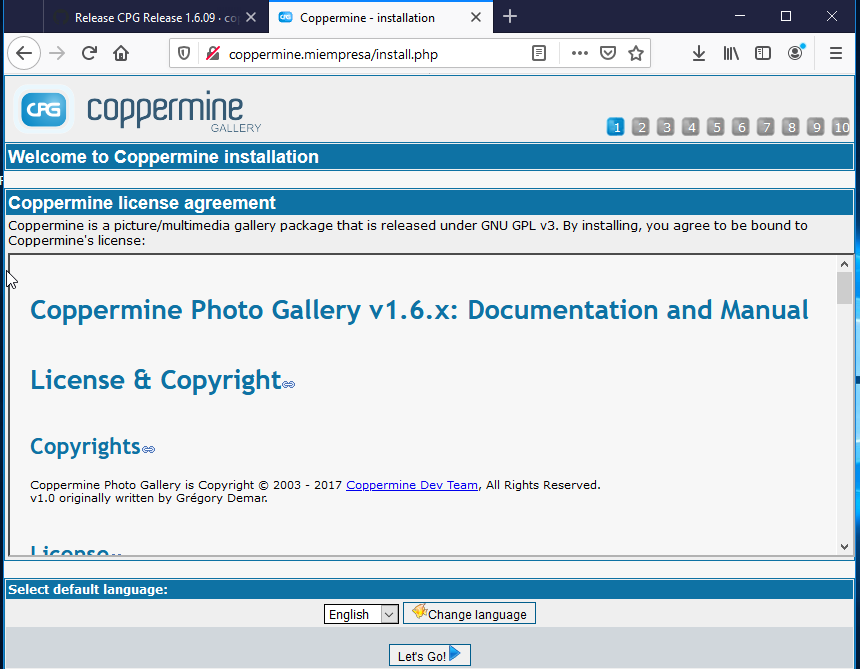 Release CPG Release 1.6.09 · co
Coppermine - installation
coppermine.miempresa/install.php
CPG
coppermine
GALLERY
1 2 3 4 5 6 7 8 9 10
Welcome to Coppermine installation
Coppermine license agreement
Coppermine is a picture/multimedia gallery package that is released under GNU GPL v3. By installing, you agree to be bound to
Coppermine's license:
Coppermine Photo Gallery v1.6.x: Documentation and Manual
License & Copyright
Copyrights
Coppermine Photo Gallery is Copyright © 2003 - 2017 Coppermine Dev Team, All Rights Reserved.
v1.0 originally written by Grégory Demar.
License
Select default language:
English Change language
Let's Go!